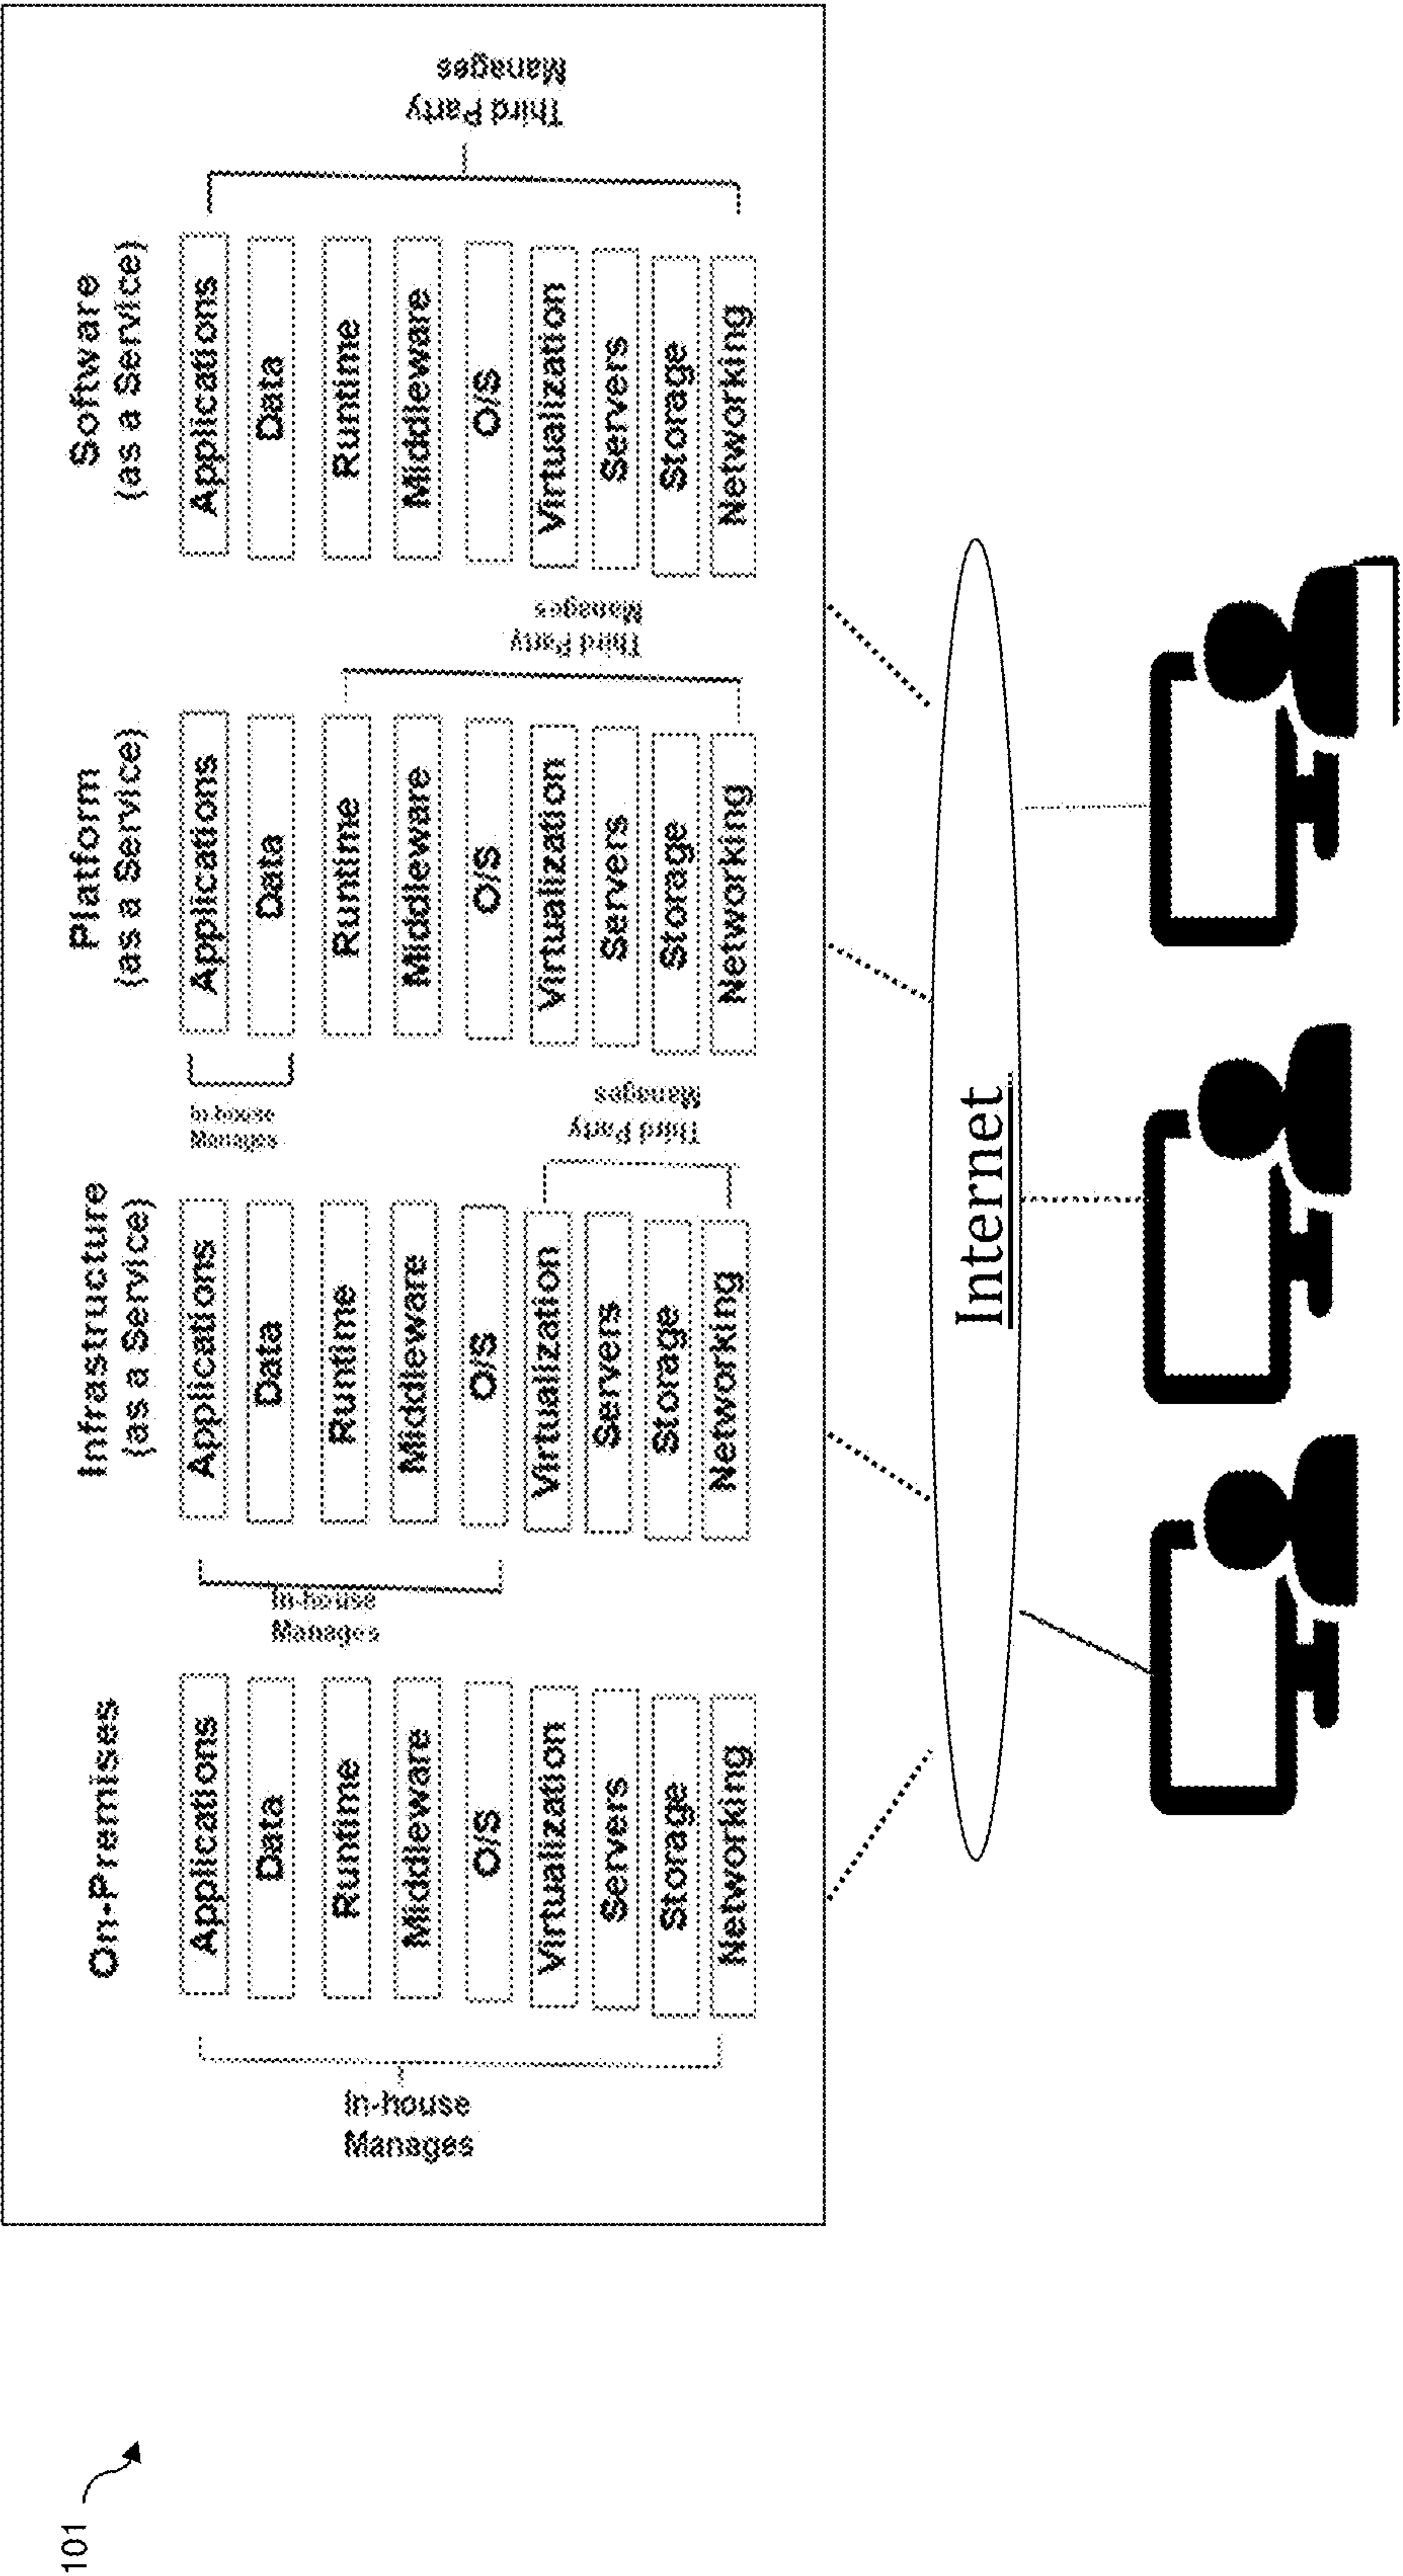 101
On-Premises
In-house
Manages
Applications
Data
Runtime
Middleware
O/S
Virtualization
Servers
Storage
Networking
Infrastructure
(as a Service)
In-house
Manages
Applications
Data
Runtime
Middleware
O/S
Virtualization
Servers
Storage
Networking
Third Party
Manages
Platform
(as a Service)
In-house
Manages
Applications
Data
Runtime
Middleware
O/S
Virtualization
Servers
Storage
Networking
Third Party
Manages
Software
(as a Service)
Applications
Data
Runtime
Middleware
O/S
Virtualization
Servers
Storage
Networking
Third Party
Manages
Internet